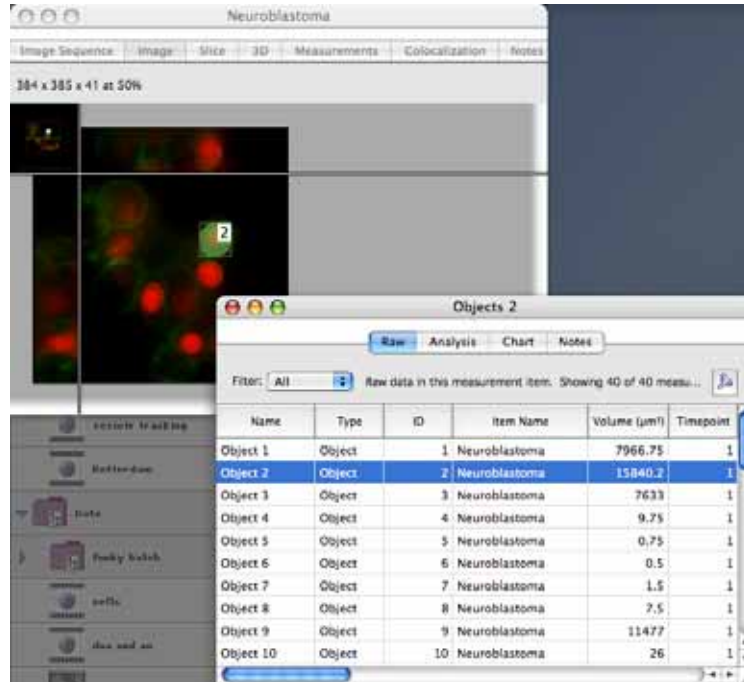 Neuroblastoma
Image Sequence Image Slice 3D Measurements Colocalization Notes
384 x 385 x 41 at 50%
2
Objects 2
Raw Analysis Chart Notes
Filter: All Raw data in this measurement item. Showing 40 of 40 measu...
Name Type ID Item Name Volume (µm³) Timepoint
Object 1 Object 1 Neuroblastoma 7966.75 1
Object 2 Object 2 Neuroblastoma 15840.2 1
Object 3 Object 3 Neuroblastoma 7633 1
Object 4 Object 4 Neuroblastoma 9.75 1
Object 5 Object 5 Neuroblastoma 0.75 1
Object 6 Object 6 Neuroblastoma 0.5 1
Object 7 Object 7 Neuroblastoma 1.5 1
Object 8 Object 8 Neuroblastoma 7.5 1
Object 9 Object 9 Neuroblastoma 11477 1
Object 10 Object 10 Neuroblastoma 26 1
vesicle tracking
Rotterdam
cells